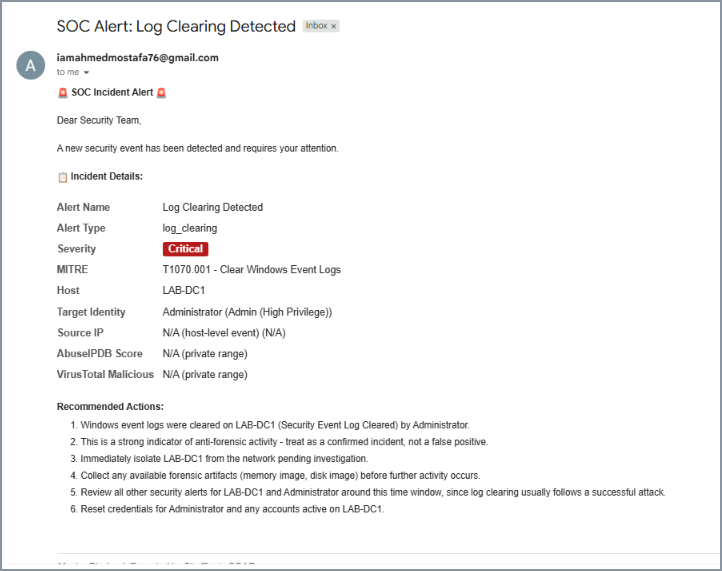 SOC Alert: Log Clearing Detected Inbox ×
A
iamahmedmostafa76@gmail.com
to me
🚨 SOC Incident Alert 🚨
Dear Security Team,
A new security event has been detected and requires your attention.
📋 Incident Details:
Alert Name Log Clearing Detected
Alert Type log_clearing
Severity Critical
MITRE T1070.001 - Clear Windows Event Logs
Host LAB-DC1
Target Identity Administrator (Admin (High Privilege))
Source IP N/A (host-level event) (N/A)
AbuseIPDB Score N/A (private range)
VirusTotal Malicious N/A (private range)
Recommended Actions:
1. Windows event logs were cleared on LAB-DC1 (Security Event Log Cleared) by Administrator.
2. This is a strong indicator of anti-forensic activity - treat as a confirmed incident, not a false positive.
3. Immediately isolate LAB-DC1 from the network pending investigation.
4. Collect any available forensic artifacts (memory image, disk image) before further activity occurs.
5. Review all other security alerts for LAB-DC1 and Administrator around this time window, since log clearing usually follows a successful attack.
6. Reset credentials for Administrator and any accounts active on LAB-DC1.